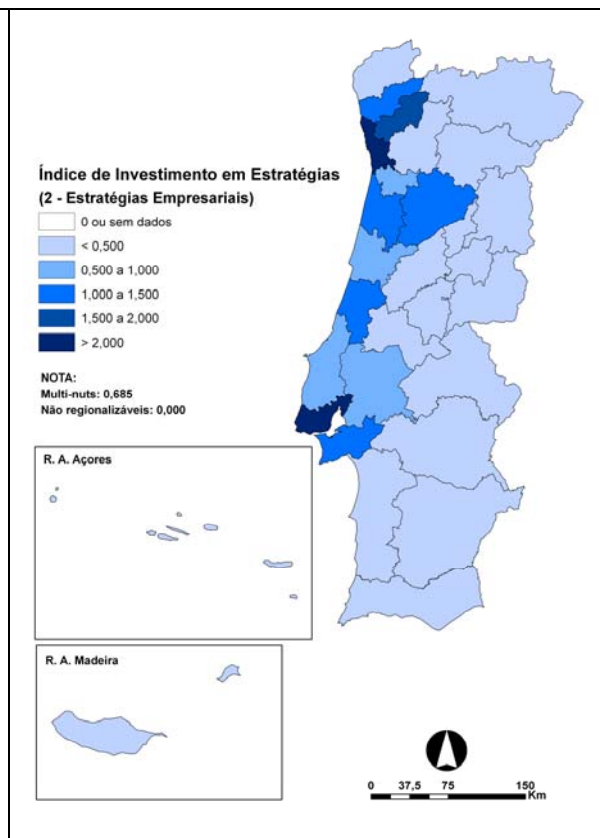 Índice de Investimento em Estratégias
(2 - Estratégias Empresariais)
0 ou sem dados
< 0,500
0,500 a 1,000
1,000 a 1,500
1,500 a 2,000
> 2,000
NOTA:
Multi-nuts: 0,685
Não regionalizáveis: 0,000
R. A. Açores
R. A. Madeira
0 37,5 75 150
Km